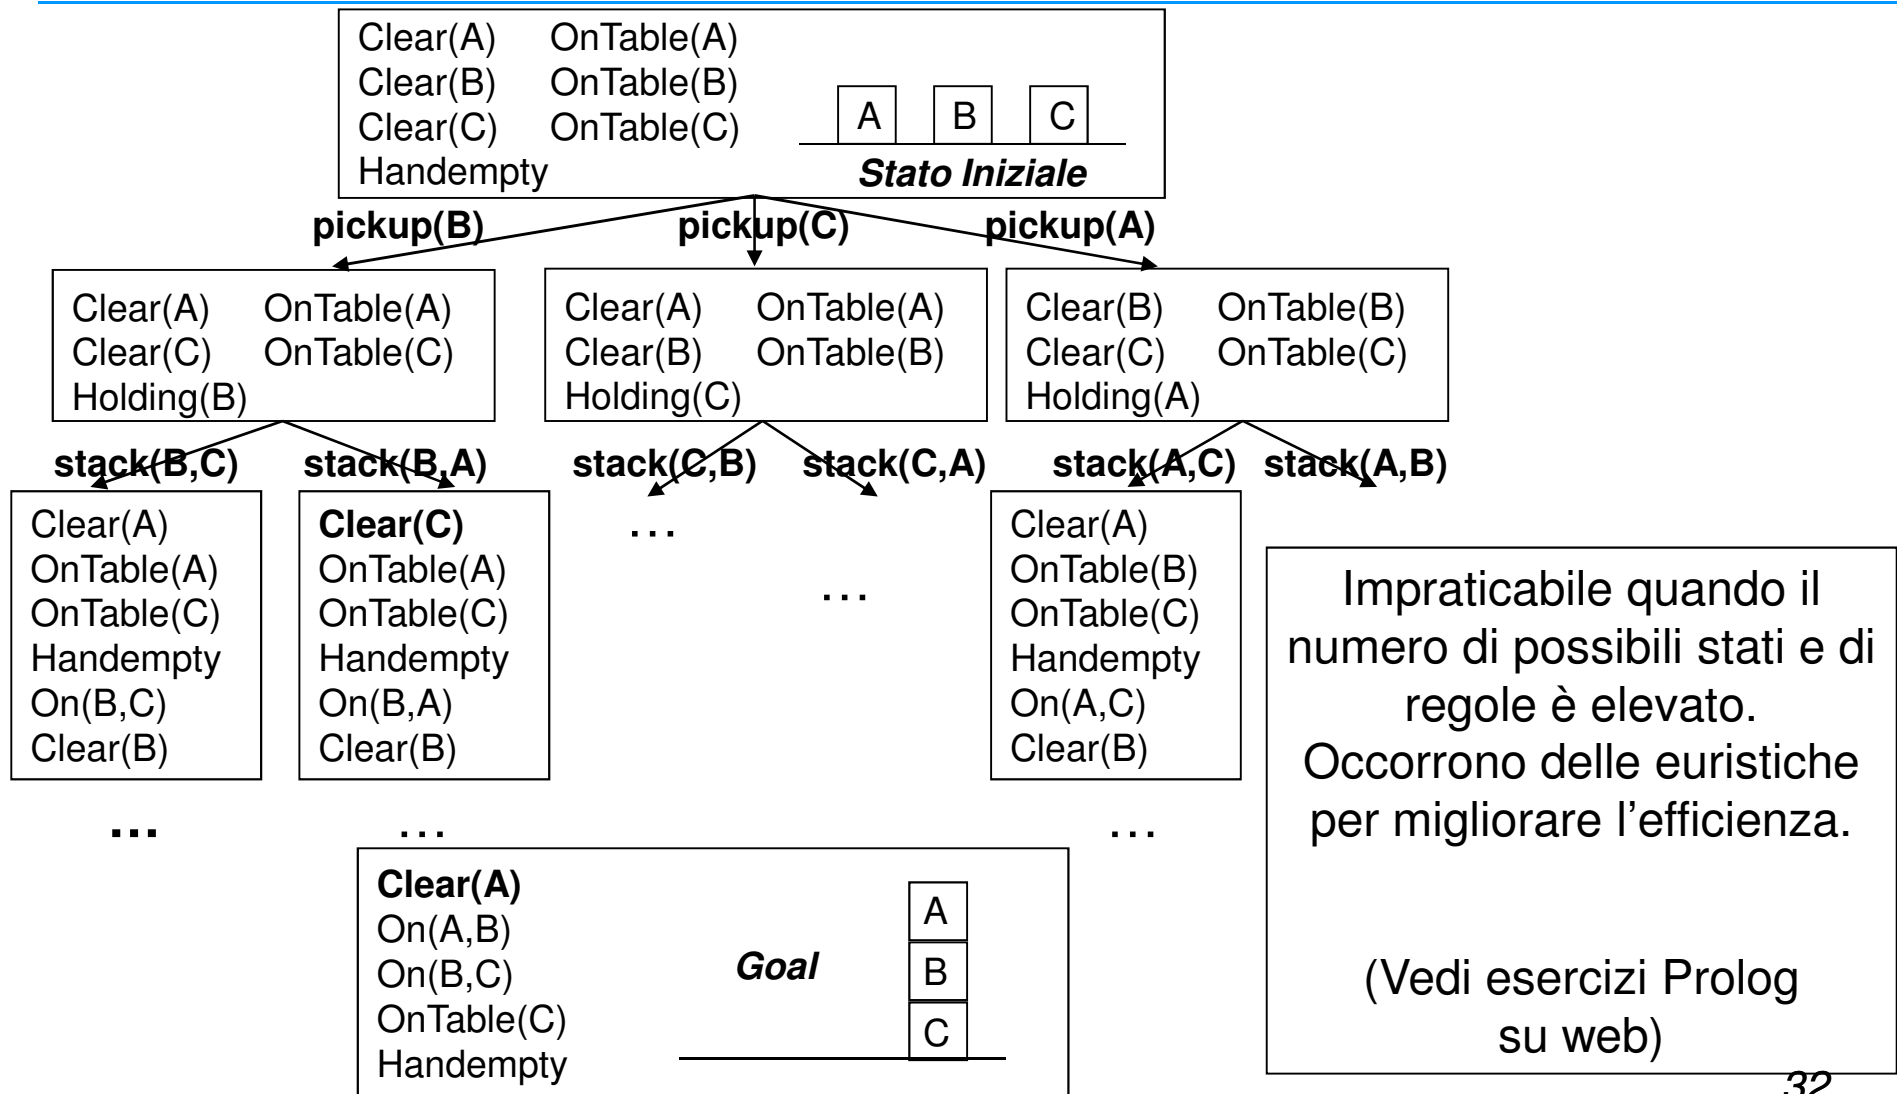 Clear(A) OnTable(A)
Clear(B) OnTable(B)
Clear(C) OnTable(C)
Handempty
A B C
Stato Iniziale
pickup(B) pickup(C) pickup(A)
Clear(A) OnTable(A)
Clear(C) OnTable(C)
Holding(B)
Clear(A) OnTable(A)
Clear(B) OnTable(B)
Holding(C)
Clear(B) OnTable(B)
Clear(C) OnTable(C)
Holding(A)
stack(B,C) stack(B,A) stack(C,B) stack(C,A) stack(A,C) stack(A,B)
Clear(A)
OnTable(A)
OnTable(C)
Handempty
On(B,C)
Clear(B)
...
Clear(C)
OnTable(A)
OnTable(C)
Handempty
On(B,A)
Clear(B)
...
...
...
Clear(A)
OnTable(B)
OnTable(C)
Handempty
On(A,C)
Clear(B)
...
Impraticabile quando il
numero di possibili stati e di
regole è elevato.
Occorrono delle euristiche
per migliorare l'efficienza.
(Vedi esercizi Prolog
su web)
Clear(A)
On(A,B)
On(B,C)
OnTable(C)
Handempty
Goal
A
B
C
32